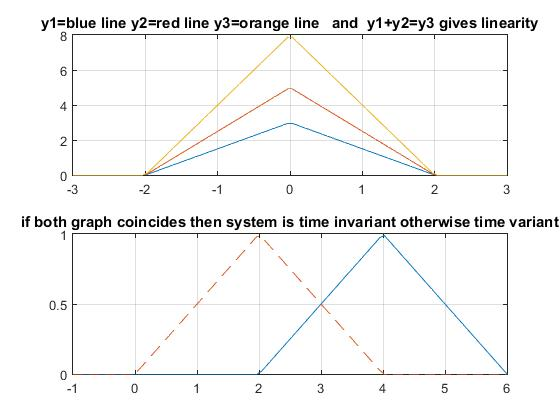 y1=blue line y2=red line y3=orange line   and  y1+y2=y3 gives linearity
8
6
4
2
0
-3 -2 -1 0 1 2 3
if both graph coincides then system is time invariant otherwise time variant
1
0.5
0
-1 0 1 2 3 4 5 6